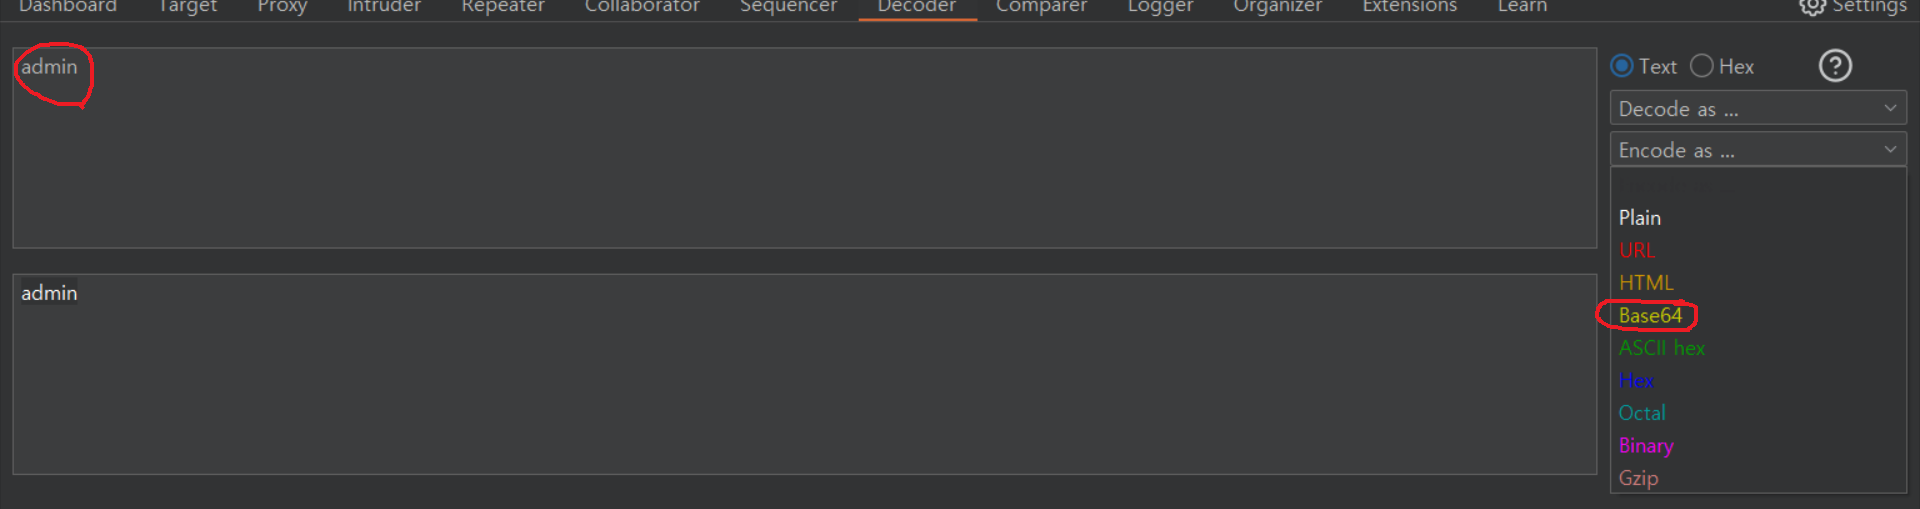 Dashboard Target Proxy Intruder Repeater Collaborator Sequencer Decoder Comparer Logger Organizer Extensions Learn Settings
admin
Text Hex ?
Decode as ...
Encode as ...
Plain
URL
HTML
Base64
ASCII hex
Hex
Octal
Binary
Gzip
admin